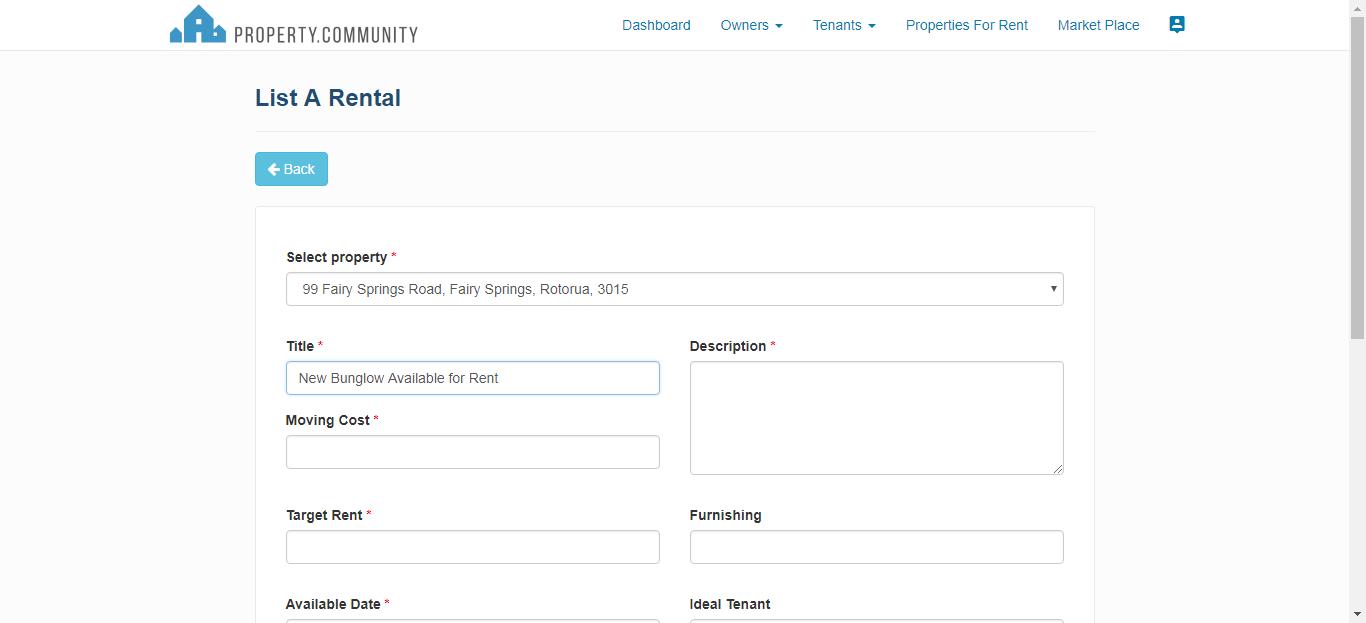 PROPERTY.COMMUNITY
Dashboard Owners Tenants Properties For Rent Market Place
List A Rental
Back
Select property *
99 Fairy Springs Road, Fairy Springs, Rotorua, 3015
Title * Description *
New Bunglow Available for Rent
Moving Cost *
Target Rent * Furnishing
Available Date * Ideal Tenant